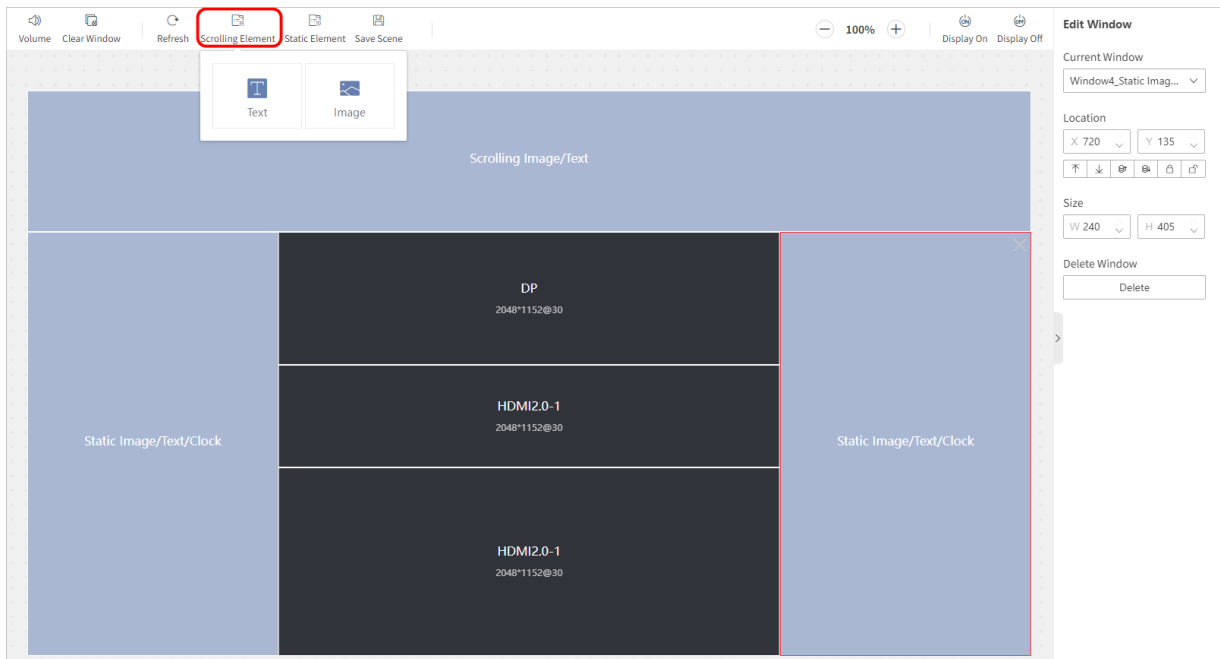 Volume
Clear Window
Refresh
Scrolling Element
Static Element
Save Scene
100%
ON
Display On
OFF
Display Off
T
Text
Image
Scrolling Image/Text
Static Image/Text/Clock
DP
2048*1152@30
HDMI2.0-1
2048*1152@30
HDMI2.0-1
2048*1152@30
Static Image/Text/Clock
Edit Window
Current Window
Window4_Static Imag...
Location
X 720
Y 135
Size
W 240
H 405
Delete Window
Delete